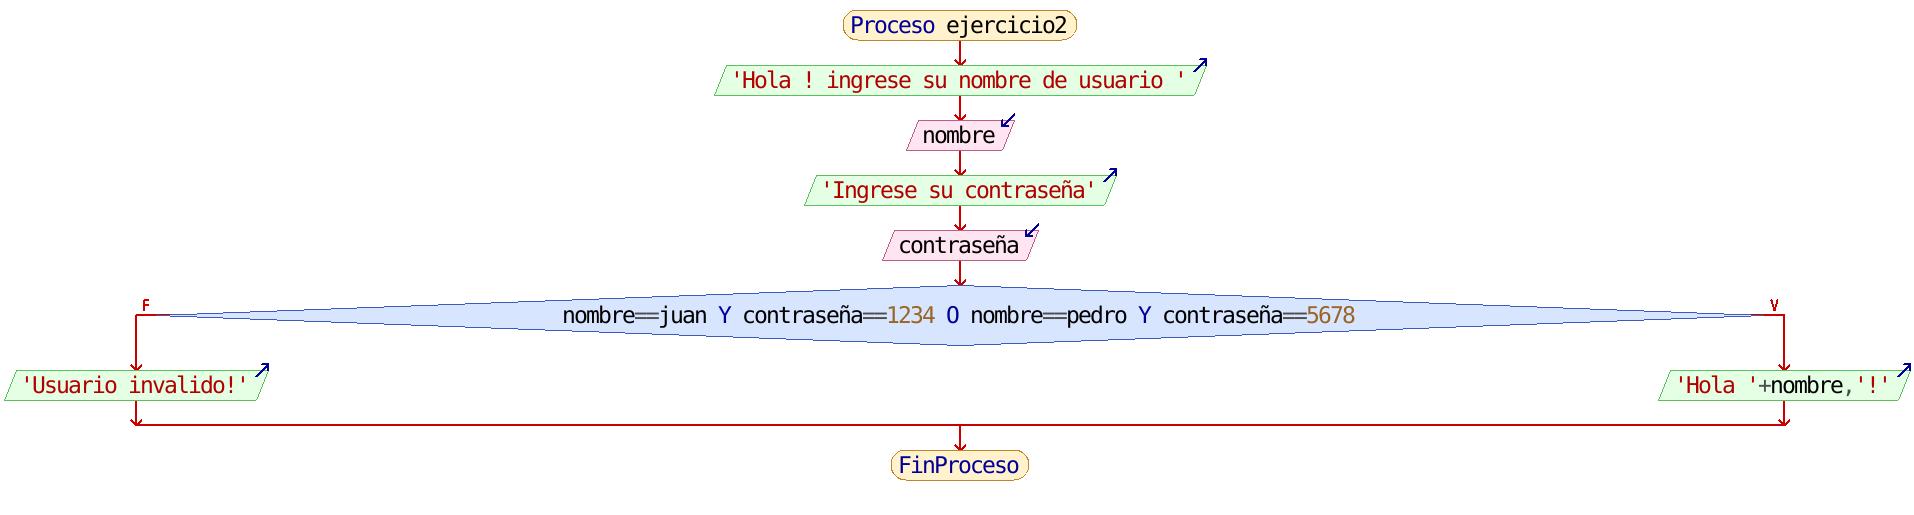 Proceso ejercicio2
'Hola ! ingrese su nombre de usuario '
nombre
'Ingrese su contraseña'
contraseña
F
V
nombre==juan Y contraseña==1234 O nombre==pedro Y contraseña==5678
'Usuario invalido!'
'Hola '+nombre,'!'
FinProceso